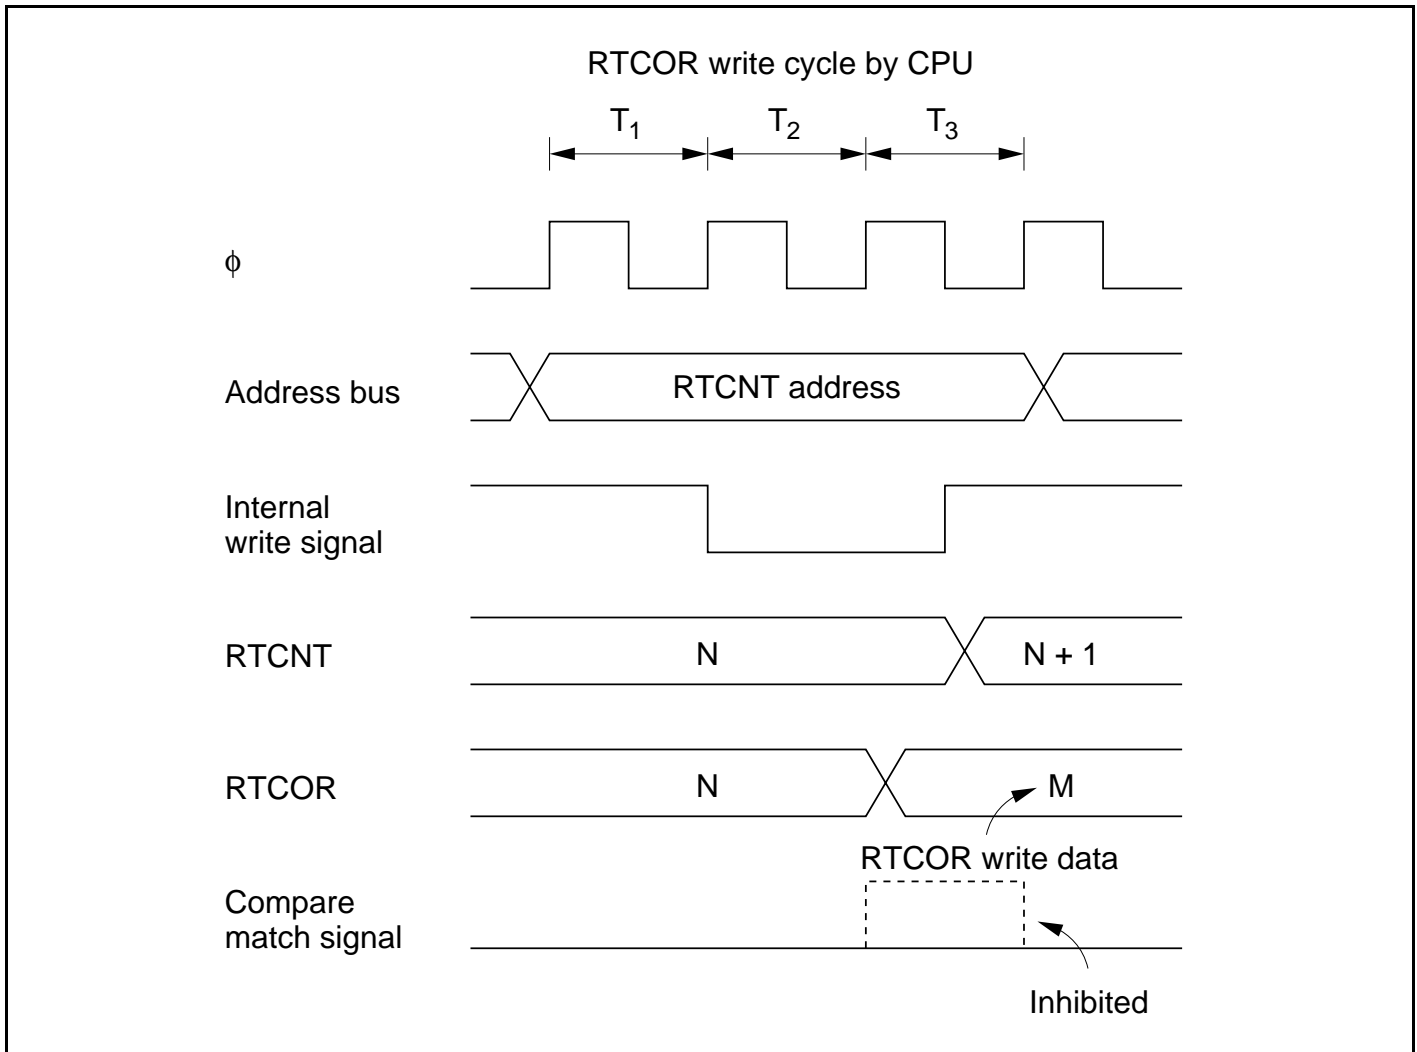 RTCOR write cycle by CPU
T1 T2 T3
ϕ
Address bus RTCNT address
Internal
write signal
RTCNT N N + 1
RTCOR N M
RTCOR write data
Compare
match signal
Inhibited